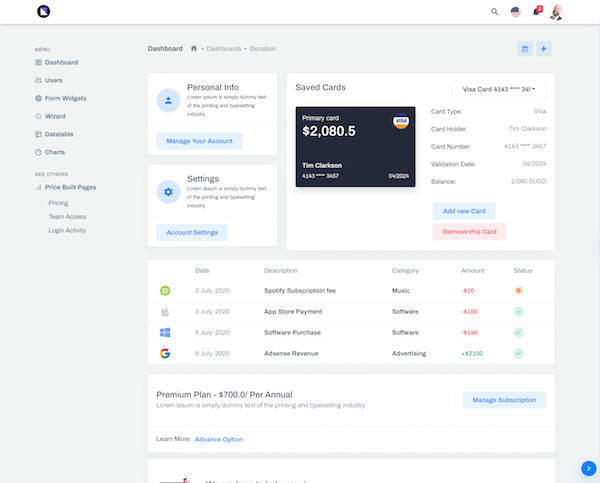 3
Dashboard • Dashboards • Donation
MENU
Dashboard
Users
Form Widgets
Wizard
Datatable
Charts
SEE OTHERS
Price Built Pages
Pricing
Team Access
Login Activity
Personal Info
Lorem Ipsum is simply dummy text
of the printing and typesetting
industry.
Manage Your Account
Settings
Lorem Ipsum is simply dummy text
of the printing and typesetting
industry.
Account Settings
Saved Cards
Visa Card 4143 **** 34!
Primary card
$2,080.5
VISA
Tim Clarkson
4143 **** 3457 04/2024
Card Type: Visa
Card Holder: Tim Clarkson
Card Number: 4143 **** 3457
Validation Date: 04/2024
Balance: 2,080.5USD
Add new Card
Remove this Card
Date Description Category Amount Status
2 July, 2020 Spotify Subscriptoin fee Music -$10
3 July, 2020 App Store Payment Software -$100
6 July, 2020 Software Purchase Software -$140
6 July, 2020 Adsense Revenue Advertising +$2100
Premium Plan - $700.0/ Per Annual
Lorem Ipsum is simply dummy text of the printing and typesetting industry
Manage Subscription
Learn More: Advance Option